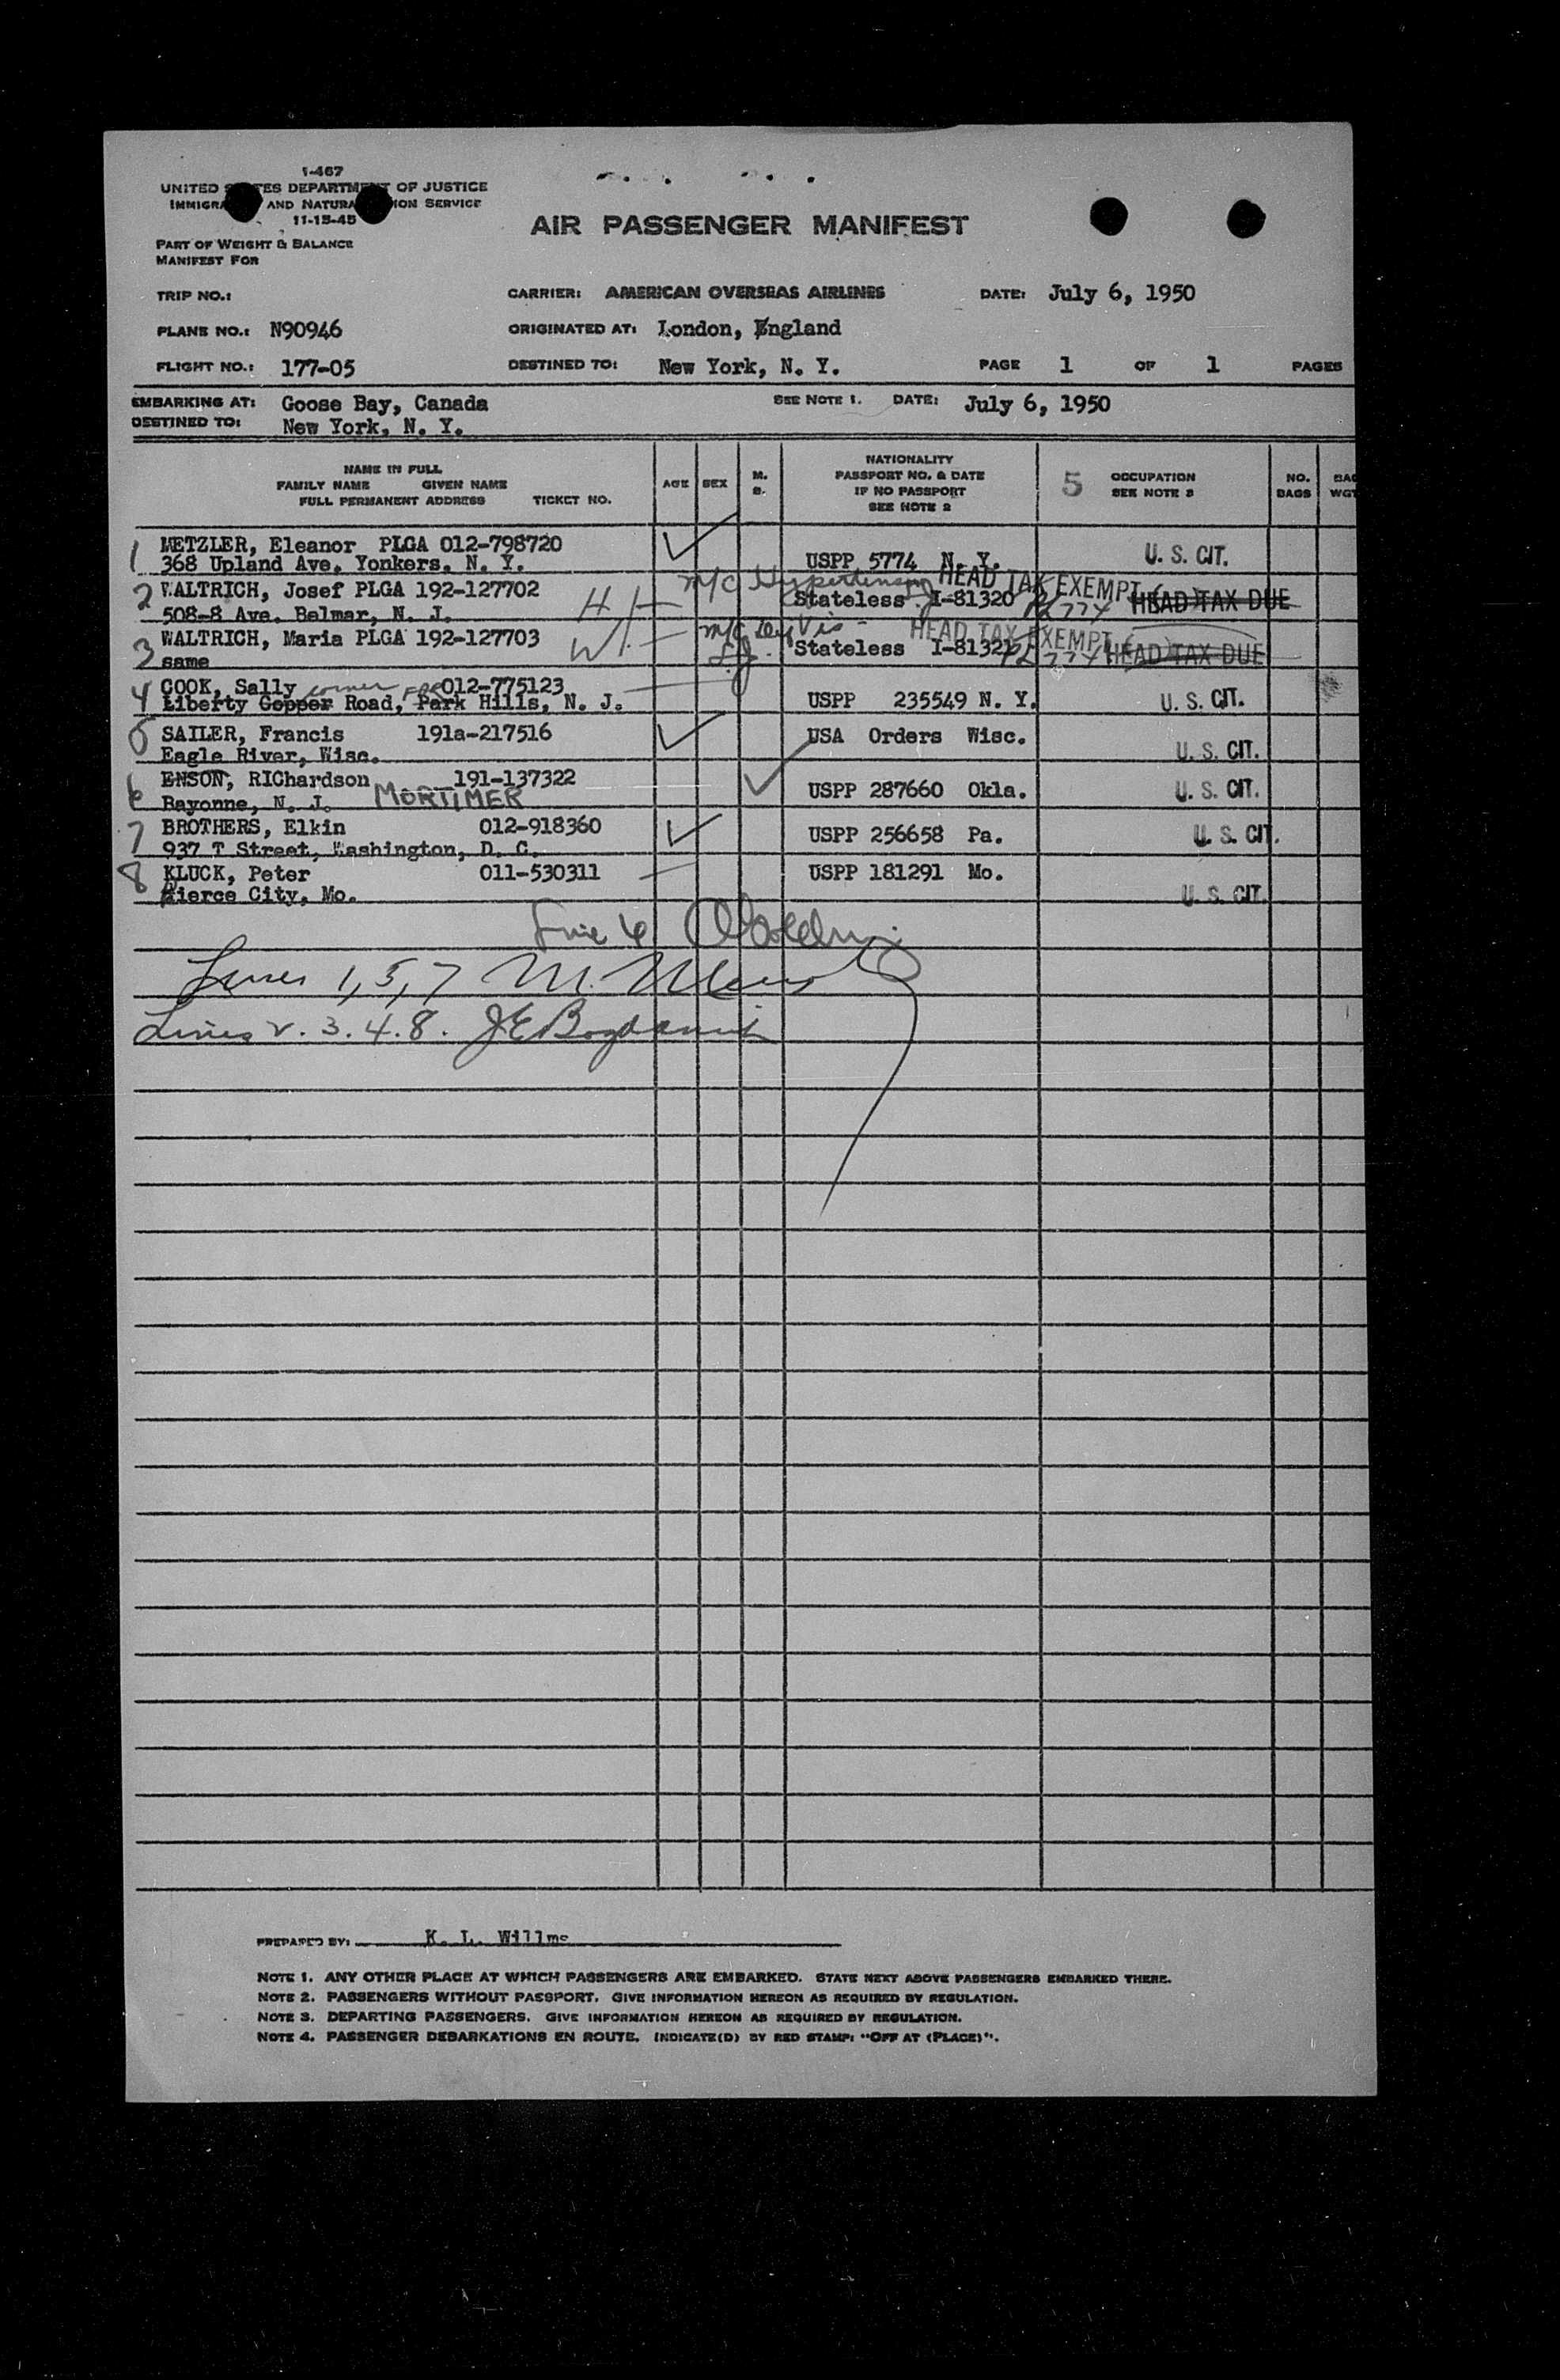 1-467
UNITED STATES DEPARTMENT OF JUSTICE
IMMIGRATION AND NATURALIZATION SERVICE
11-15-45
AIR PASSENGER MANIFEST
PART OF WEIGHT & BALANCE
MANIFEST FOR
TRIP NO.: CARRIER: AMERICAN OVERSEAS AIRLINES DATE: July 6, 1950
PLANE NO.: N90946 ORIGINATED AT: London, England
FLIGHT NO.: 177-05 DESTINED TO: New York, N. Y. PAGE 1 OF 1 PAGES
EMBARKING AT: Goose Bay, Canada SEE NOTE 1. DATE: July 6, 1950
DESTINED TO: New York, N. Y.
NAME IN FULL
FAMILY NAME GIVEN NAME
FULL PERMANENT ADDRESS TICKET NO.
AGE SEX M. S.
NATIONALITY
PASSPORT NO. & DATE
IF NO PASSPORT
SEE NOTE 2
5 OCCUPATION
SEE NOTE 3
NO. BAGS
BAG WGT
1 METZLER, Eleanor PLGA 012-798720
368 Upland Ave. Yonkers. N. Y. USPP 5774 N. Y. U. S. CIT.
M/C Hypertension HEAD TAX EXEMPT
2 WALTRICH, Josef PLGA 192-127702 H Stateless I-81320 HEAD TAX DUE
508-8 Ave. Belmar, N. J.
M/C Vis HEAD TAX EXEMPT
3 WALTRICH, Maria PLGA 192-127703 W Stateless I-81321 HEAD TAX DUE
same
4 COOK, Sally corner 012-775123
Liberty Copper Road, Park Hills, N. J. USPP 235549 N. Y. U. S. CIT.
5 SAILER, Francis 191a-217516 USA Orders Wisc.
Eagle River, Wisc. U. S. CIT.
6 ENSON, RIChardson 191-137322
Bayonne, N. J. MORTIMER USPP 287660 Okla. U. S. CIT.
7 BROTHERS, Elkin 012-918360 USPP 256658 Pa. U. S. CIT.
937 T Street, Washington, D. C.
8 KLUCK, Peter 011-530311 USPP 181291 Mo.
Pierce City, Mo. U. S. CIT.
Line 6
Lines 1, 5, 7 M.
Lines 2. 3. 4. 8. JE
PREPARED BY: K. L. Willms
NOTE 1. ANY OTHER PLACE AT WHICH PASSENGERS ARE EMBARKED. STATE NEXT ABOVE PASSENGERS EMBARKED THERE.
NOTE 2. PASSENGERS WITHOUT PASSPORT. GIVE INFORMATION HEREON AS REQUIRED BY REGULATION.
NOTE 3. DEPARTING PASSENGERS. GIVE INFORMATION HEREON AS REQUIRED BY REGULATION.
NOTE 4. PASSENGER DEBARKATIONS EN ROUTE. INDICATE(D) BY RED STAMP: "OFF AT (PLACE)".